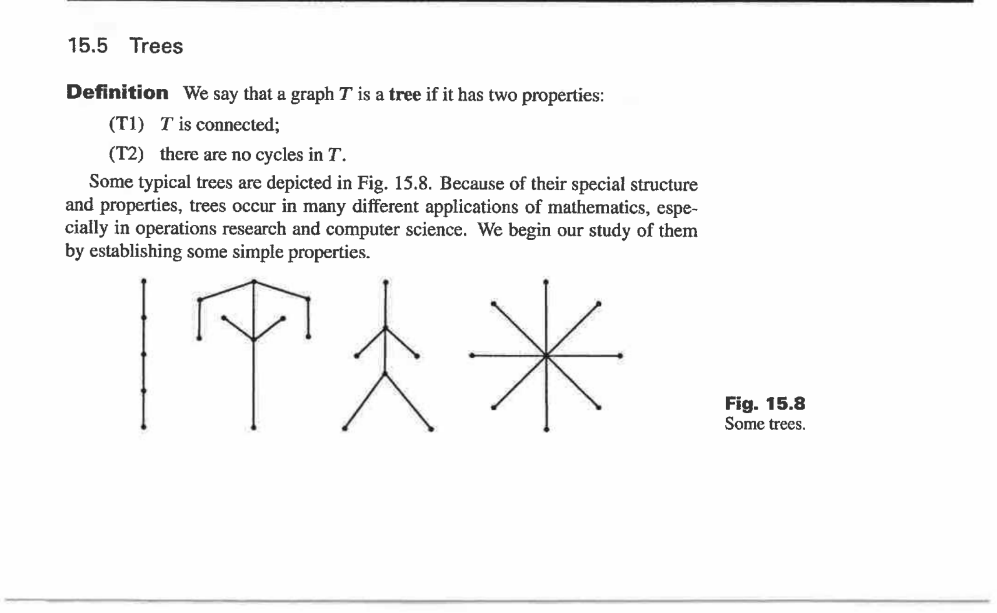 15.5 Trees
Definition We say that a graph T is a tree if it has two properties:
(T1) T is connected;
(T2) there are no cycles in T.
Some typical trees are depicted in Fig. 15.8. Because of their special structure
and properties, trees occur in many different applications of mathematics, espe-
cially in operations research and computer science. We begin our study of them
by establishing some simple properties.
Fig. 15.8
Some trees.